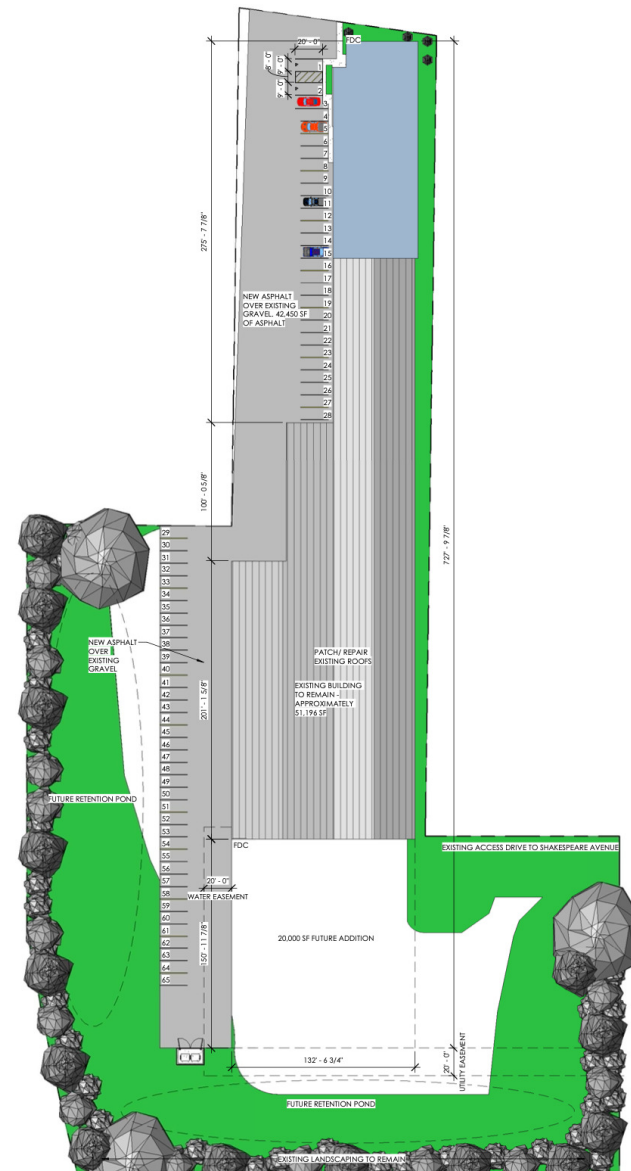 20' - 0"
FDC
8' - 0"
9' - 0"
9' - 0"
1
2
3
4
5
6
7
8
9
10
11
12
13
14
15
16
17
18
19
20
21
22
23
24
25
26
27
28
275' - 7 7/8"
NEW ASPHALT
OVER EXISTING
GRAVEL. 42,450 SF
OF ASPHALT
100' - 0 5/8"
727' - 9 7/8"
29
30
31
32
33
34
35
36
37
38
39
40
41
42
43
44
45
46
47
48
49
50
51
52
53
54
55
56
57
58
59
60
61
62
63
64
65
NEW ASPHALT
OVER
EXISTING
GRAVEL
201' - 1 5/8"
PATCH/ REPAIR
EXISTING ROOFS
EXISTING BUILDING
TO REMAIN -
APPROXIMATELY
51,196 SF
FUTURE RETENTION POND
FDC
EXISTING ACCESS DRIVE TO SHAKESPEARE AVENUE
20' - 0"
WATER EASEMENT
150' - 11 7/8"
20,000 SF FUTURE ADDITION
132' - 6 3/4"
20' - 0"
UTILITY EASEMENT
FUTURE RETENTION POND
EXISTING LANDSCAPING TO REMAIN